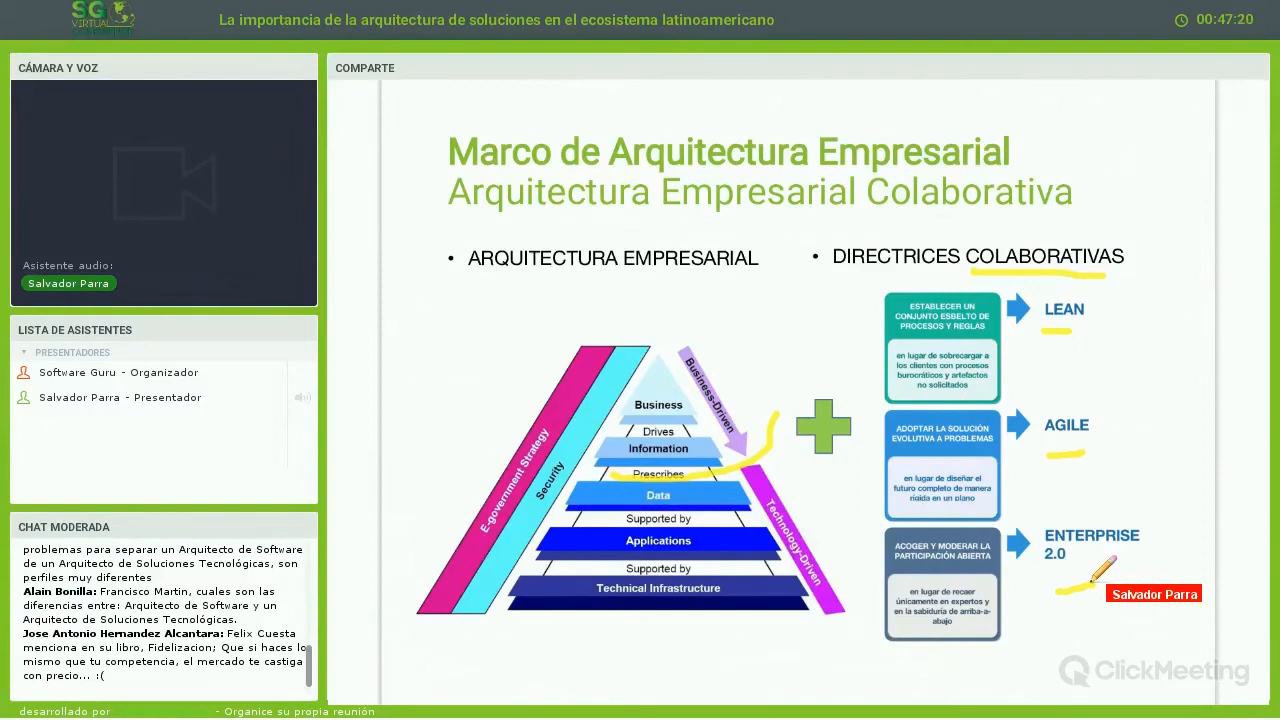 SG
VIRTUAL
La importancia de la arquitectura de soluciones en el ecosistema latinoamericano
00:47:20
CÁMARA Y VOZ
Asistente audio:
Salvador Parra
LISTA DE ASISTENTES
PRESENTADORES
Software Guru - Organizador
Salvador Parra - Presentador
CHAT MODERADA
problemas para separar un Arquitecto de Software
de un Arquitecto de Soluciones Tecnológicas, son
perfiles muy diferentes
Alain Bonilla: Francisco Martin, cuales son las
diferencias entre: Arquitecto de Software y un
Arquitecto de Soluciones Tecnológicas.
Jose Antonio Hernandez Alcantara: Felix Cuesta
menciona en su libro, Fidelizacion; Que si haces lo
mismo que tu competencia, el mercado te castiga
con precio... :(
desarrollado por
- Organice su propia reunión
COMPARTE
Marco de Arquitectura Empresarial
Arquitectura Empresarial Colaborativa
• ARQUITECTURA EMPRESARIAL
E-government Strategy
Security
Business-Driven
Technology-Driven
Business
Drives
Information
Prescribes
Data
Supported by
Applications
Supported by
Technical Infrastructure
• DIRECTRICES COLABORATIVAS
ESTABLECER UN
CONJUNTO ESBELTO DE
PROCESOS Y REGLAS
en lugar de sobrecargar a
los clientes con procesos
burocráticos y artefactos
no solicitados
LEAN
ADOPTAR LA SOLUCIÓN
EVOLUTIVA A PROBLEMAS
en lugar de diseñar el
futuro completo de manera
rígida en un plano
AGILE
ACOGER Y MODERAR LA
PARTICIPACIÓN ABIERTA
en lugar de recaer
únicamente en expertos y en
en la sabiduría de arriba-a-
abajo
ENTERPRISE
2.0
Salvador Parra
ClickMeeting